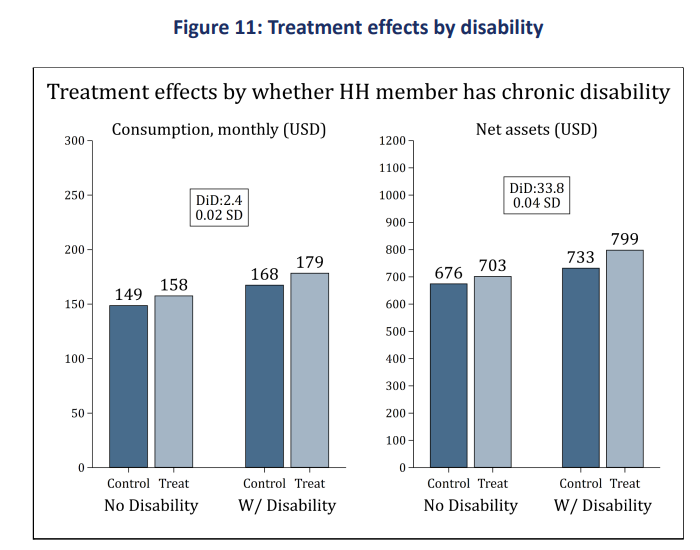 Figure 11: Treatment effects by disability
Treatment effects by whether HH member has chronic disability
Consumption, monthly (USD)
300
250
200
150
100
50
0
DiD:2.4
0.02 SD
149
158
168
179
Control Treat
Control Treat
No Disability
W/ Disability
Net assets (USD)
1200
1100
1000
900
800
700
600
500
400
300
200
100
0
DiD:33.8
0.04 SD
676
703
733
799
Control Treat
Control Treat
No Disability
W/ Disability